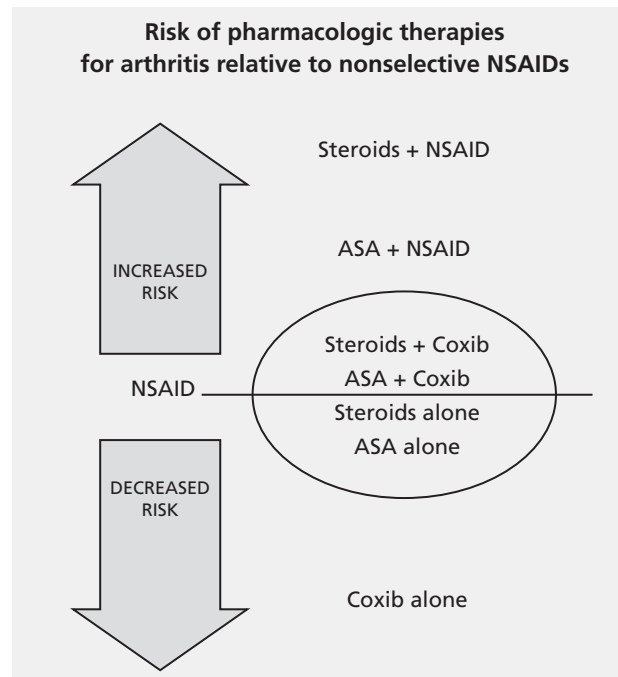 Risk of pharmacologic therapies
for arthritis relative to nonselective NSAIDs
Steroids + NSAID
ASA + NSAID
INCREASED
RISK
Steroids + Coxib
ASA + Coxib
NSAID
Steroids alone
ASA alone
DECREASED
RISK
Coxib alone